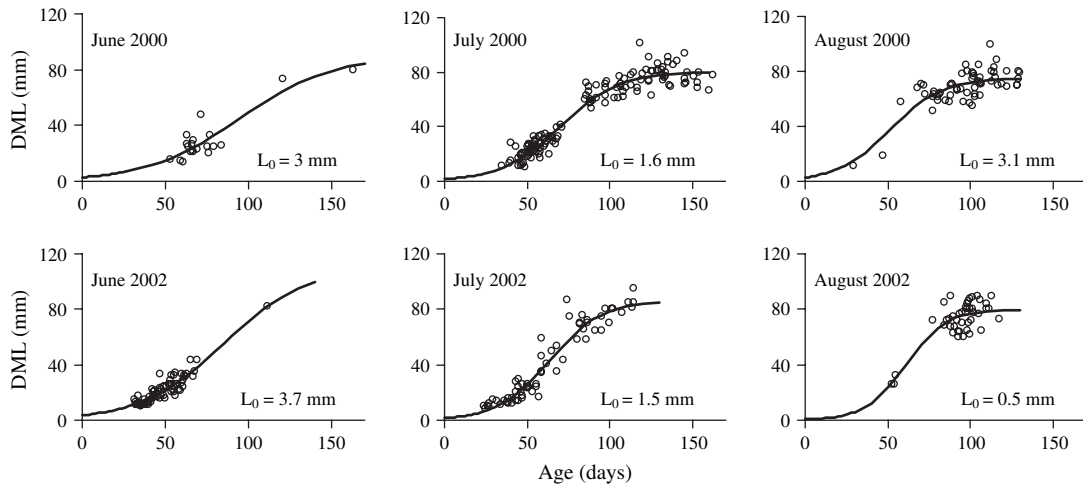 June 2000
July 2000
August 2000
DML (mm)
120
80
40
0
L₀ = 3 mm
0 50 100 150
120
80
40
0
L₀ = 1.6 mm
0 50 100 150
120
80
40
0
L₀ = 3.1 mm
0 50 100 150
June 2002
July 2002
August 2002
DML (mm)
120
80
40
0
L₀ = 3.7 mm
0 50 100 150
120
80
40
0
L₀ = 1.5 mm
0 50 100 150
120
80
40
0
L₀ = 0.5 mm
0 50 100 150
Age (days)